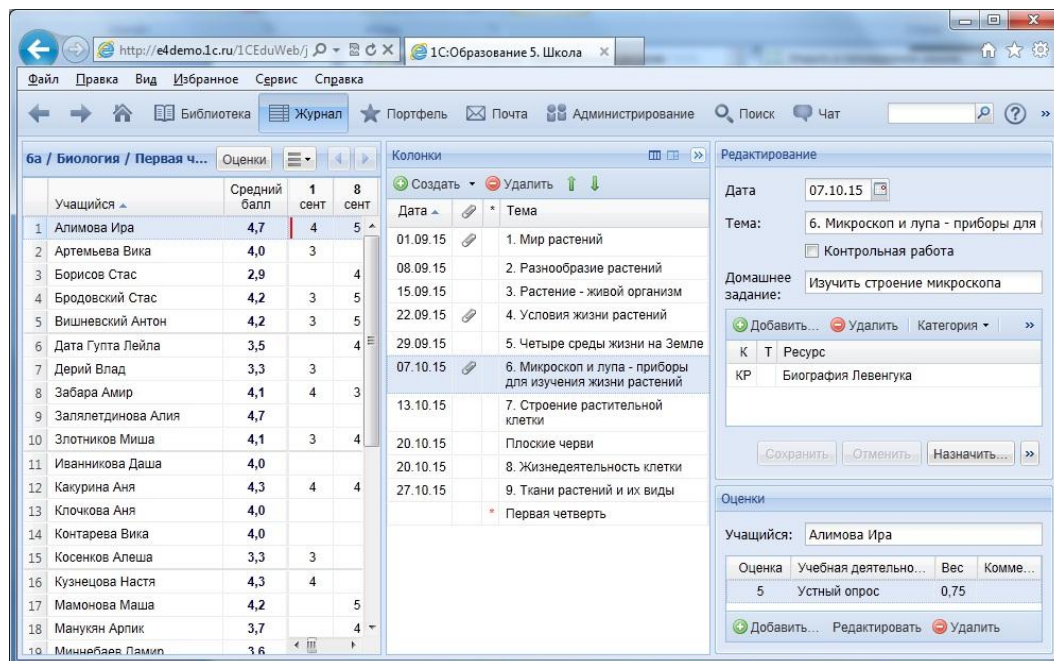 http://e4demo.1c.ru/1CEduWeb/j
1С:Образование 5. Школа
Файл Правка Вид Избранное Сервис Справка
Библиотека Журнал Портфель Почта Администрирование Поиск Чат
6а / Биология / Первая ч... Оценки
Учащийся Средний балл 1 сент 8 сент
1 Алимова Ира 4,7 4 5
2 Артемьева Вика 4,0 3
3 Борисов Стас 2,9 4
4 Бродовский Стас 4,2 3 5
5 Вишневский Антон 4,2 3 5
6 Дата Гупта Лейла 3,5 4
7 Дерий Влад 3,3 3
8 Забара Амир 4,1 4 3
9 Залялетдинова Алия 4,7
10 Злотников Миша 4,1 3 4
11 Иванникова Даша 4,0
12 Какурина Аня 4,3 4 4
13 Клочкова Аня 4,0
14 Контарева Вика 4,0
15 Косенков Алеша 3,3 3
16 Кузнецова Настя 4,3 4
17 Мамонова Маша 4,2 5
18 Манукян Арпик 3,7 4
19 Миннебаев Дамир 3,6
Колонки
Создать Удалить
Дата * Тема
01.09.15 1. Мир растений
08.09.15 2. Разнообразие растений
15.09.15 3. Растение - живой организм
22.09.15 4. Условия жизни растений
29.09.15 5. Четыре среды жизни на Земле
07.10.15 6. Микроскоп и лупа - приборы
для изучения жизни растений
13.10.15 7. Строение растительной
клетки
20.10.15 Плоские черви
20.10.15 8. Жизнедеятельность клетки
27.10.15 9. Ткани растений и их виды
* Первая четверть
Редактирование
Дата 07.10.15
Тема: 6. Микроскоп и лупа - приборы для
Контрольная работа
Домашнее задание: Изучить строение микроскопа
Добавить... Удалить Категория
К Т Ресурс
КР Биография Левенгука
Сохранить Отменить Назначить...
Оценки
Учащийся: Алимова Ира
Оценка Учебная деятельно... Вес Комме...
5 Устный опрос 0,75
Добавить... Редактировать Удалить